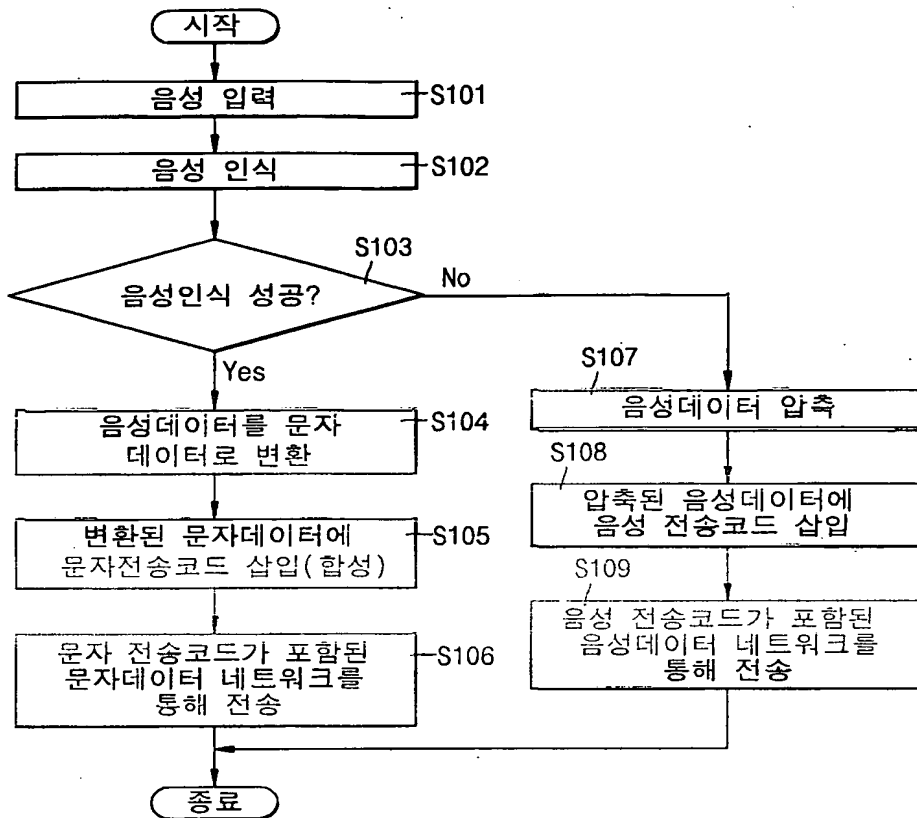 시작
음성 입력
S101
음성 인식
S102
S103
음성인식 성공?
No
Yes
음성데이터를 문자
데이터로 변환
S104
변환된 문자데이터에
문자전송코드 삽입(합성)
S105
문자 전송코드가 포함된
문자데이터 네트워크를
통해 전송
S106
S107
음성데이터 압축
S108
압축된 음성데이터에
음성 전송코드 삽입
S109
음성 전송코드가 포함된
음성데이터 네트워크를
통해 전송
종료